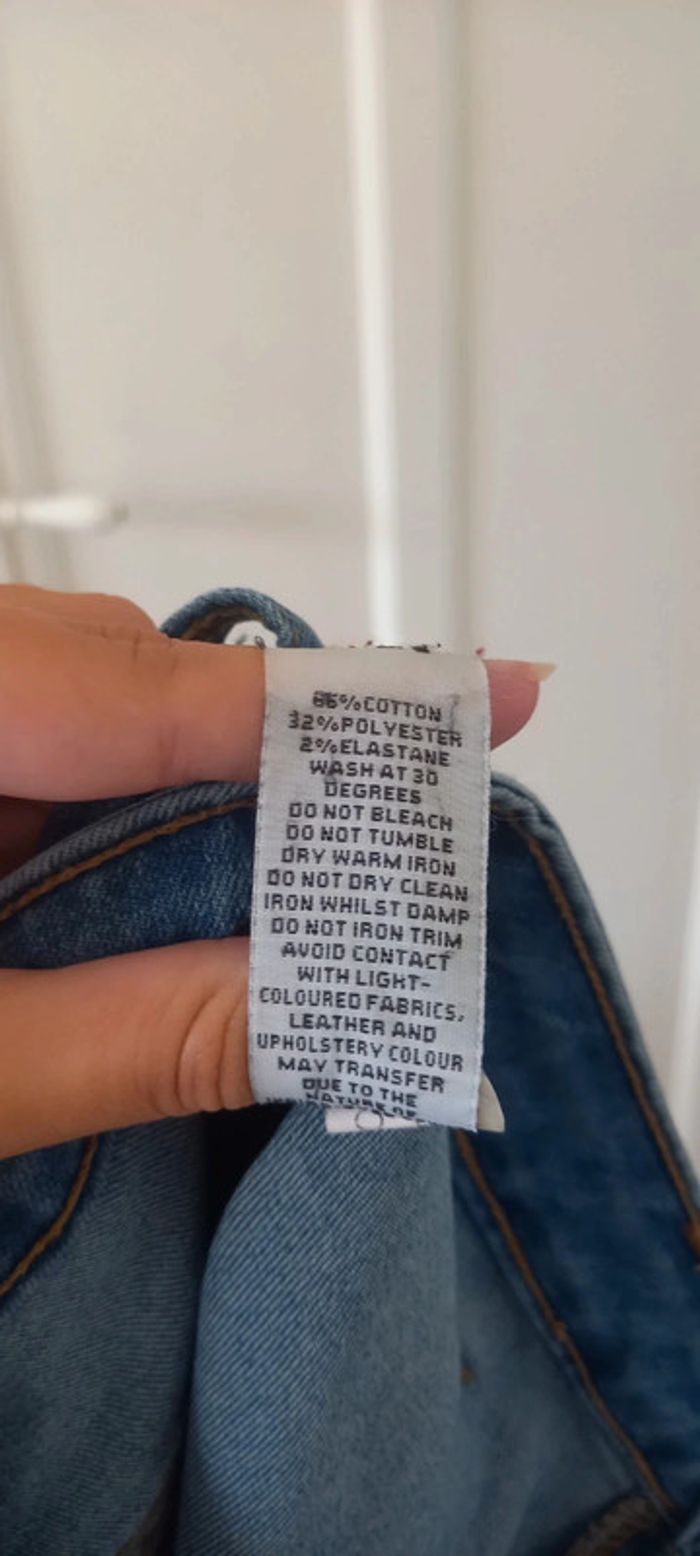 66%COTTON
32%POLYESTER
2%ELASTANE
WASH AT 30
DEGREES
DO NOT BLEACH
DO NOT TUMBLE
DRY WARM IRON
DO NOT DRY CLEAN
IRON WHILST DAMP
DO NOT IRON TRIM
AVOID CONTACT
WITH LIGHT-
COLOURED FABRICS,
LEATHER AND
UPHOLSTERY COLOUR
MAY TRANSFER
DUE TO THE
NATURE OF